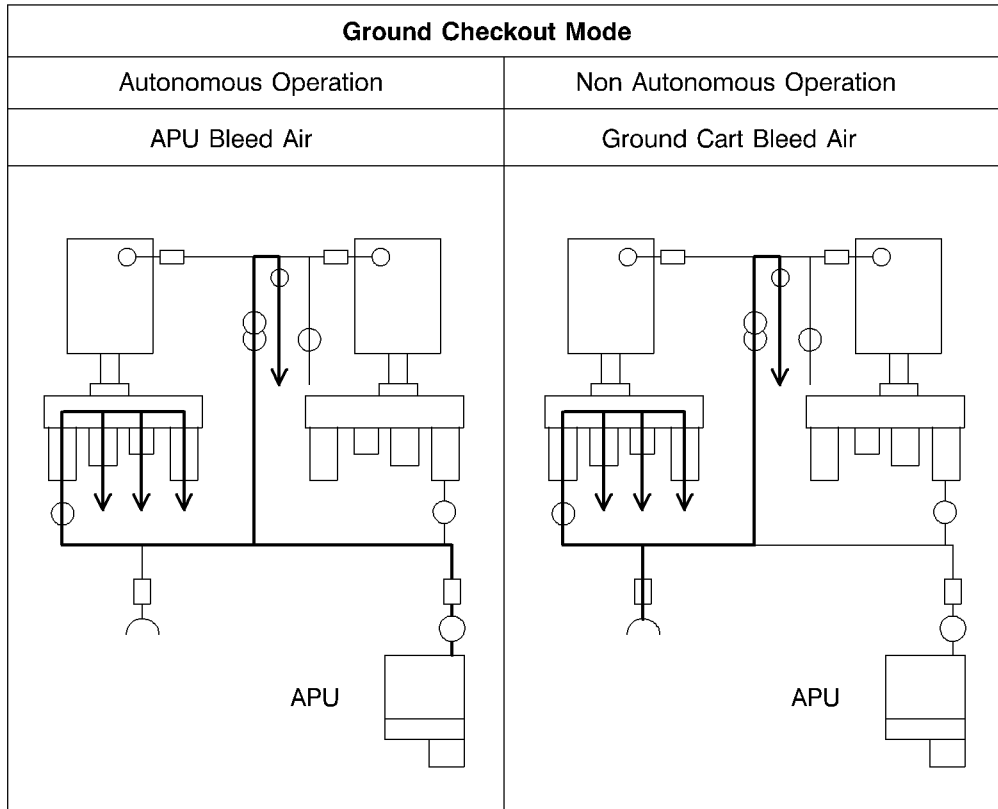 Ground Checkout Mode
Autonomous Operation
Non Autonomous Operation
APU Bleed Air
Ground Cart Bleed Air
APU
APU